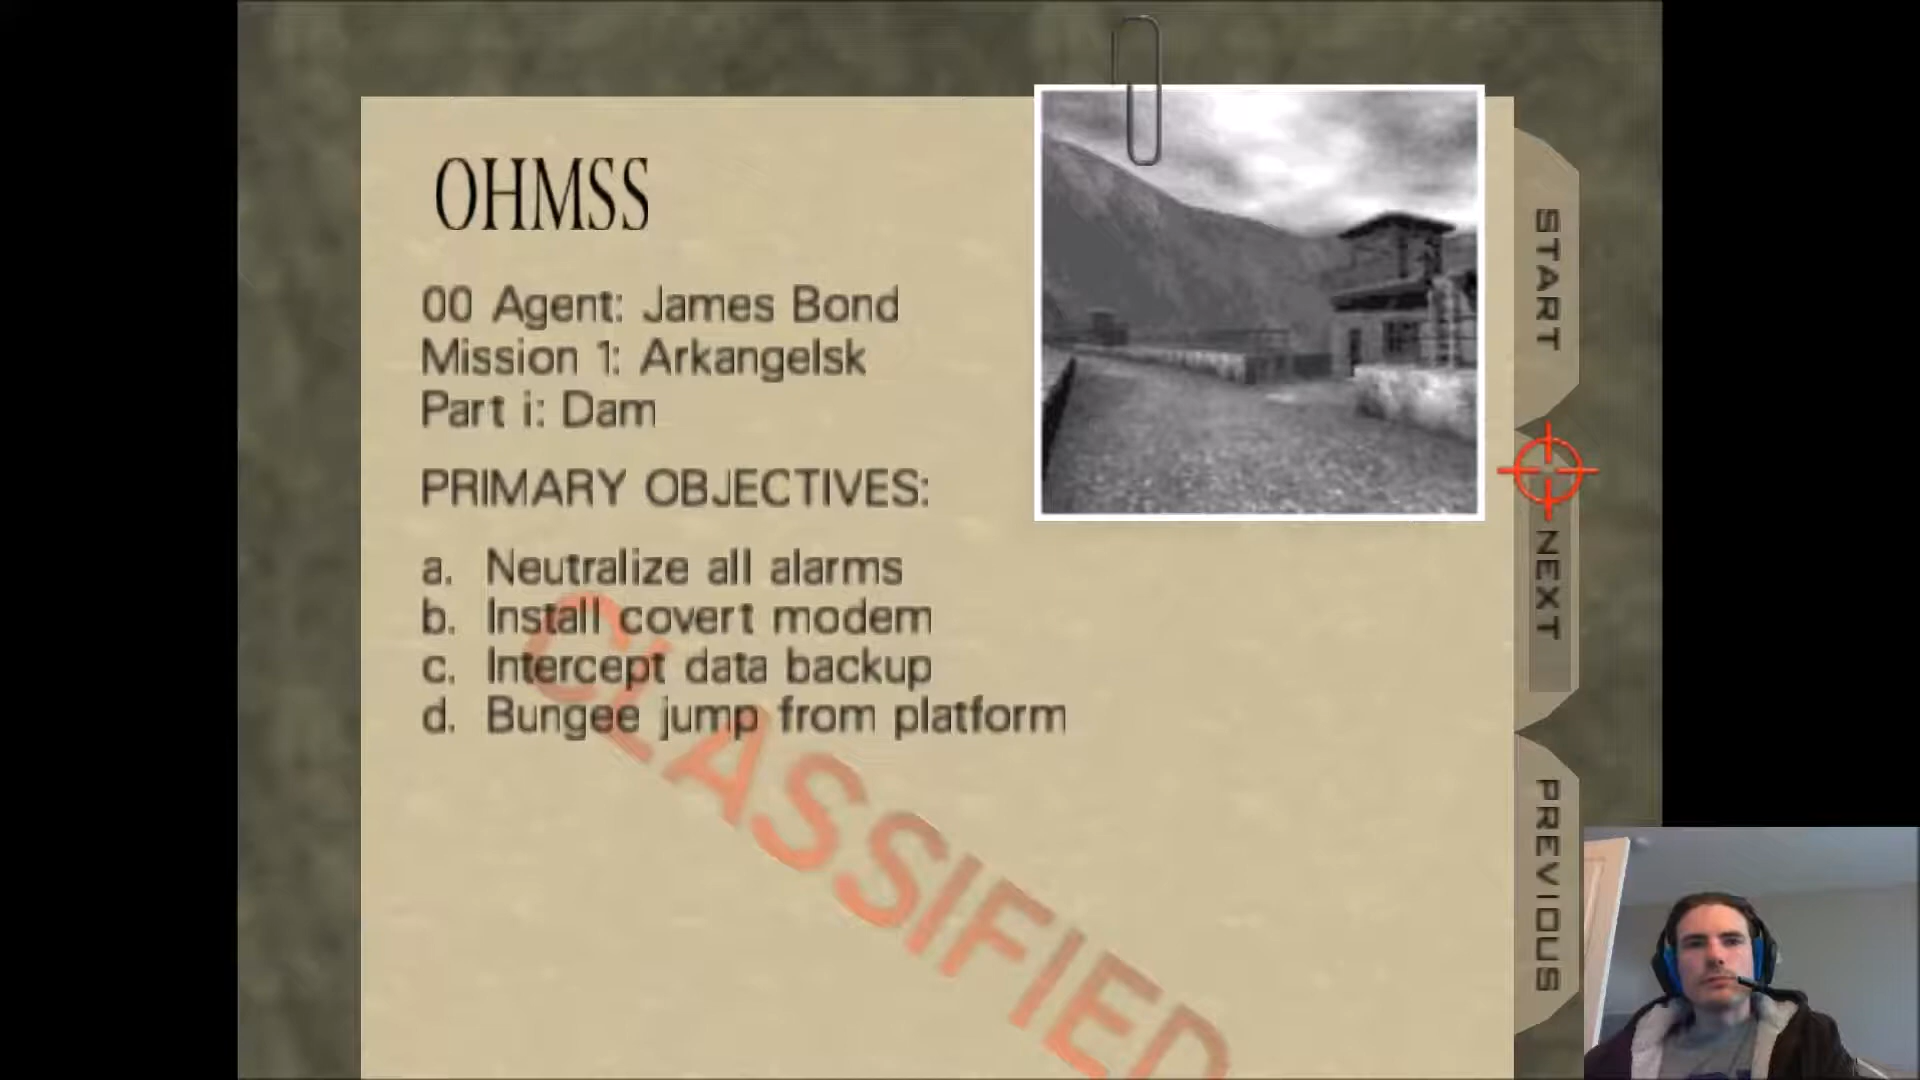 OHMSS
00 Agent: James Bond
Mission 1: Arkangelsk
Part i: Dam
PRIMARY OBJECTIVES:
a. Neutralize all alarms
b. Install covert modem
c. Intercept data backup
d. Bungee jump from platform
CLASSIFIED
START
NEXT
PREVIOUS